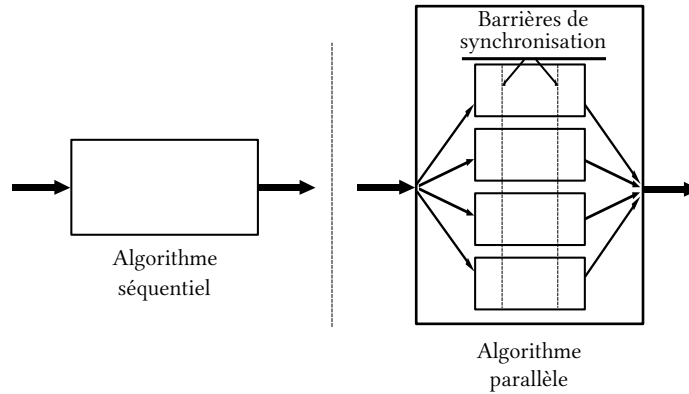 Barrières de
synchronisation
Algorithme
séquentiel
Algorithme
parallèle